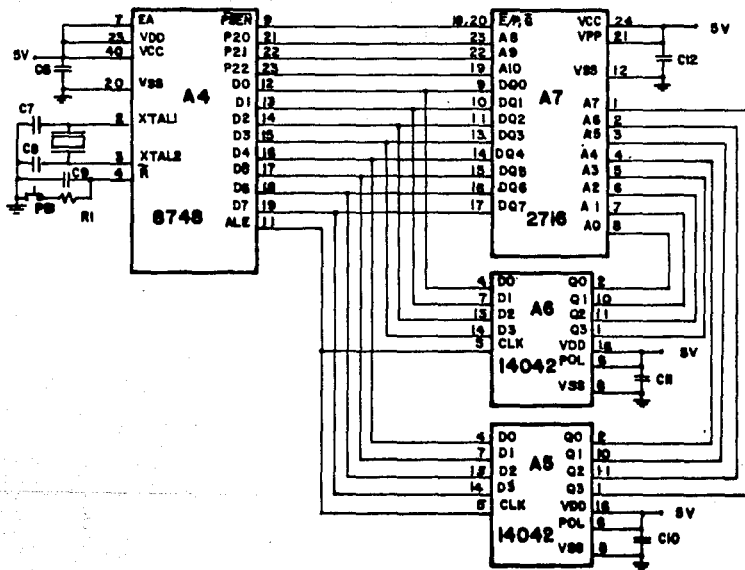 7 EA PSEN 9
23 VDD P20 21
5V 40 VCC P21 22
P22 23
C6 20 VSS D0 12
A4 D1 13
C7 2 XTAL1 D2 14
D3 15
C8 3 XTAL2 D4 16
C9 4 R D5 17
PB1 R1 D6 18
8748 D7 19
ALE 11
18,20 E/P, G VCC 24 5V
23 A8 VPP 21
22 A9 C12
19 A10 VSS 12
9 DQ0 A7
10 DQ1 A7 1
11 DQ2 A6 2
13 DQ3 A5 3
14 DQ4 A4 4
15 DQ5 A3 5
16 DQ6 A2 6
17 DQ7 A1 7
2716 A0 8
4 D0 A6 Q0 2
7 D1 Q1 10
13 D2 Q2 11
14 D3 Q3 1
5 CLK VDD 16 5V
14042 POL 6 C11
VSS 8
4 D0 A5 Q0 2
7 D1 Q1 10
13 D2 Q2 11
14 D3 Q3 1
5 CLK VDD 16 5V
14042 POL 6 C10
VSS 8